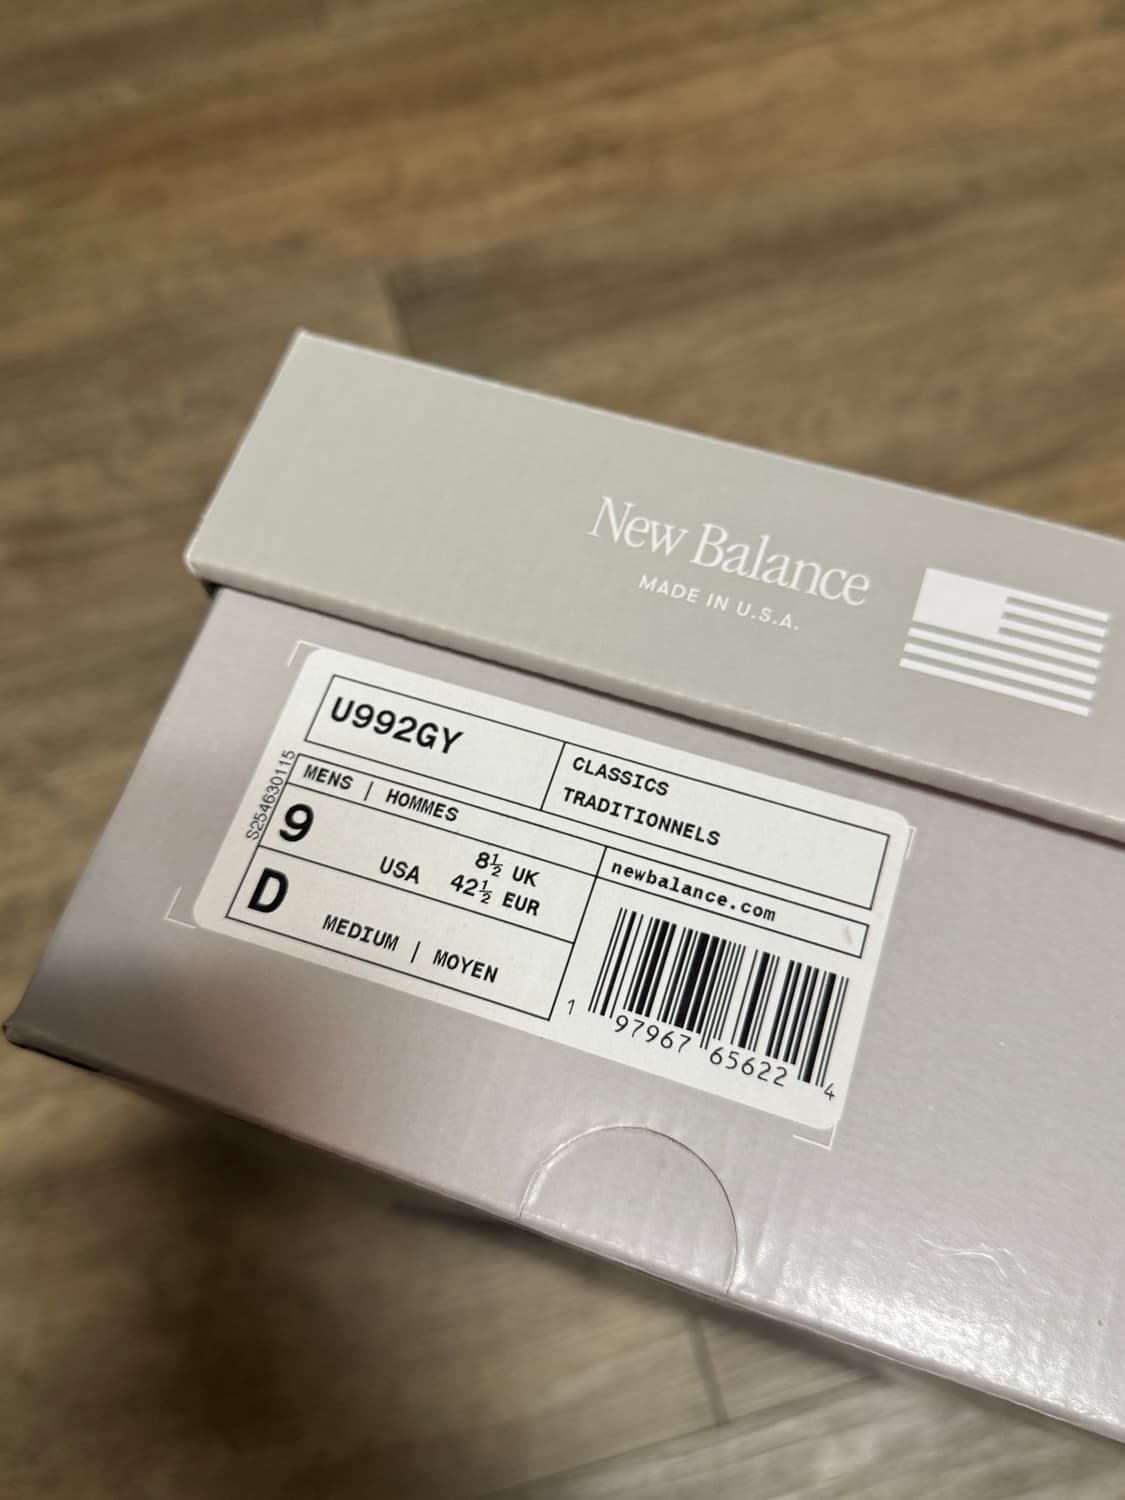 New Balance
MADE IN U.S.A.
U992GY
CLASSICS
TRADITIONNELS
S254630115
MENS | HOMMES
9
USA
8½ UK
42½ EUR
D
MEDIUM | MOYEN
newbalance.com
1 97967 65622 4